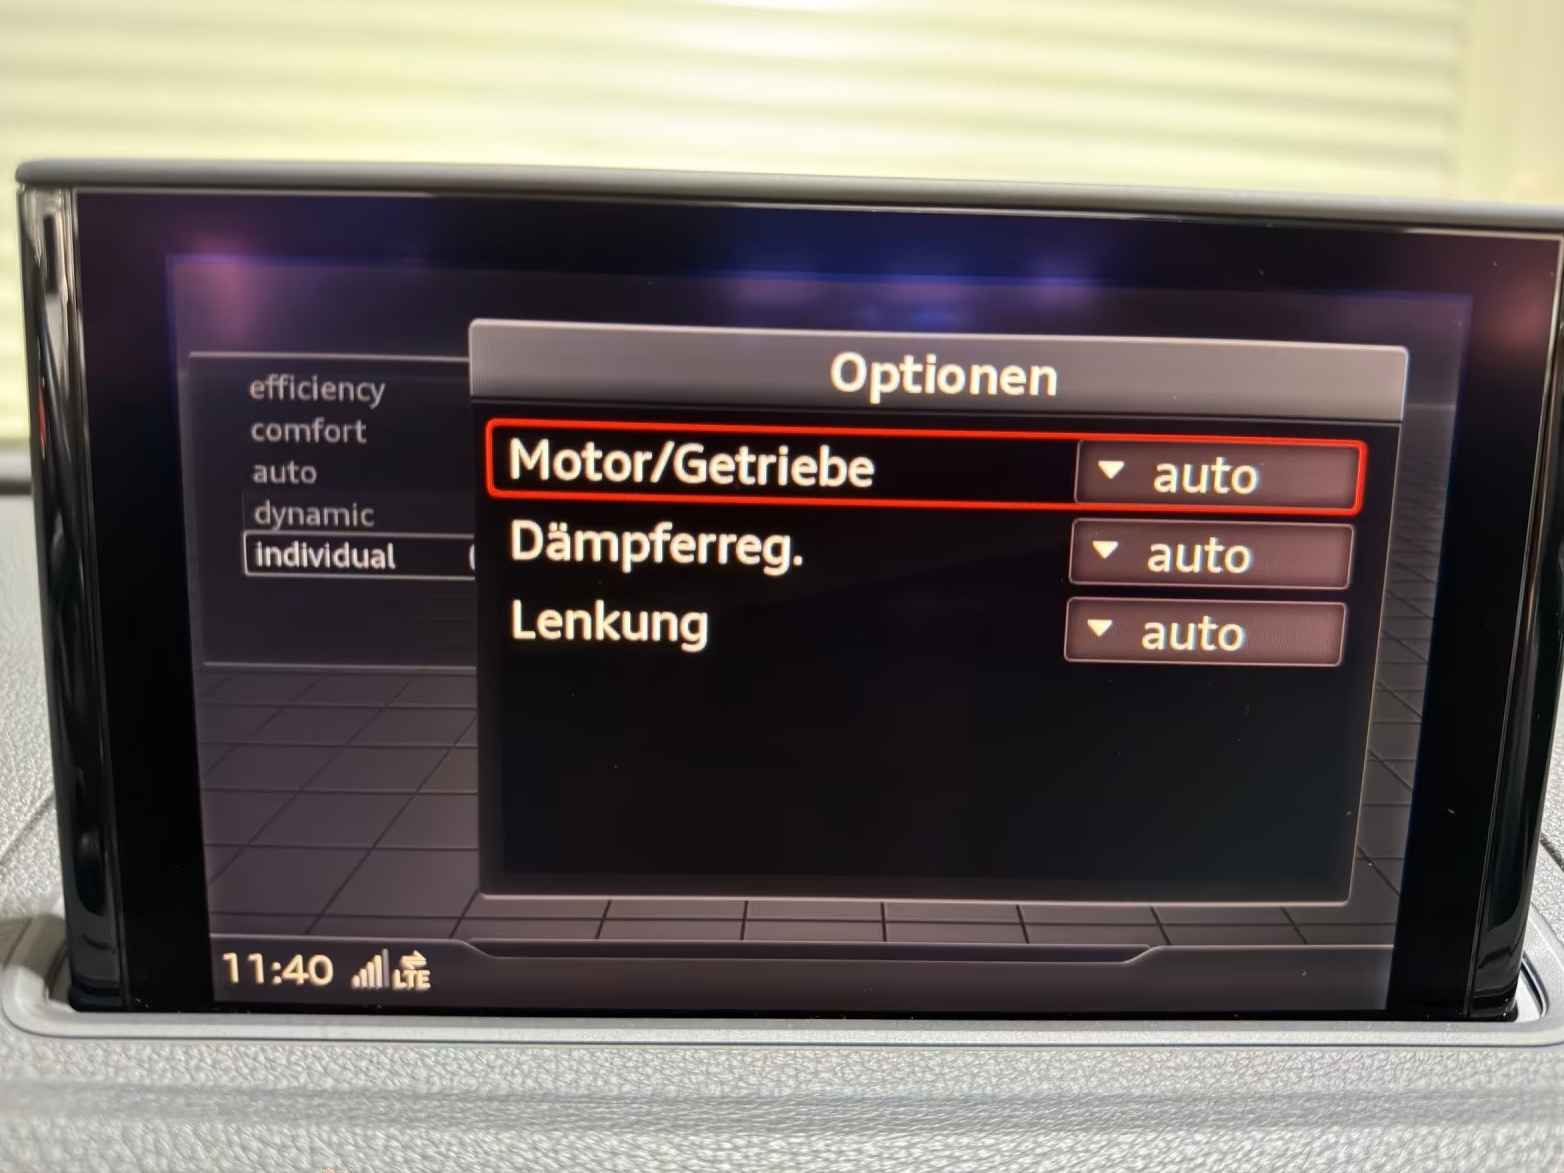 efficiency
comfort
auto
dynamic
individual
Optionen
Motor/Getriebe auto
Dämpferreg. auto
Lenkung auto
11:40 LTE